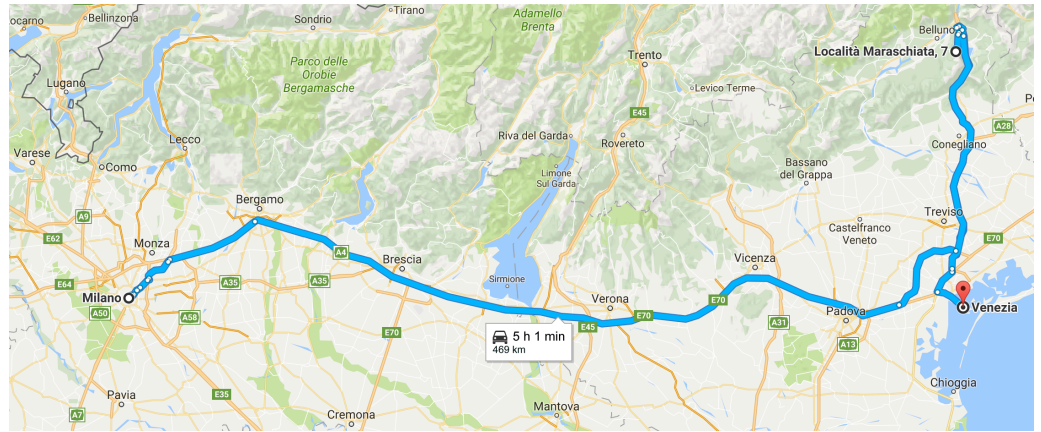 ocarno
Bellinzona
Sondrio
Tirano
Adamello
Brenta
Belluno
Località Maraschiata, 7
Trento
Parco delle
Orobie
Bergamasche
Lugano
Levico Terme
E45
A28
Riva del Garda
Rovereto
Conegliano
Lecco
Varese
Como
Limone
Sul Garda
Bassano
del Grappa
Bergamo
Treviso
A9
E62
Monza
A4
Castelfranco
Veneto
E70
Brescia
Vicenza
E64
A35
A35
Sirmione
Milano
Verona
E70
Venezia
A50
A58
E70
E45
Padova
A31
E70
5 h 1 min
469 km
A13
Chioggia
Pavia
E35
A7
Cremona
Mantova